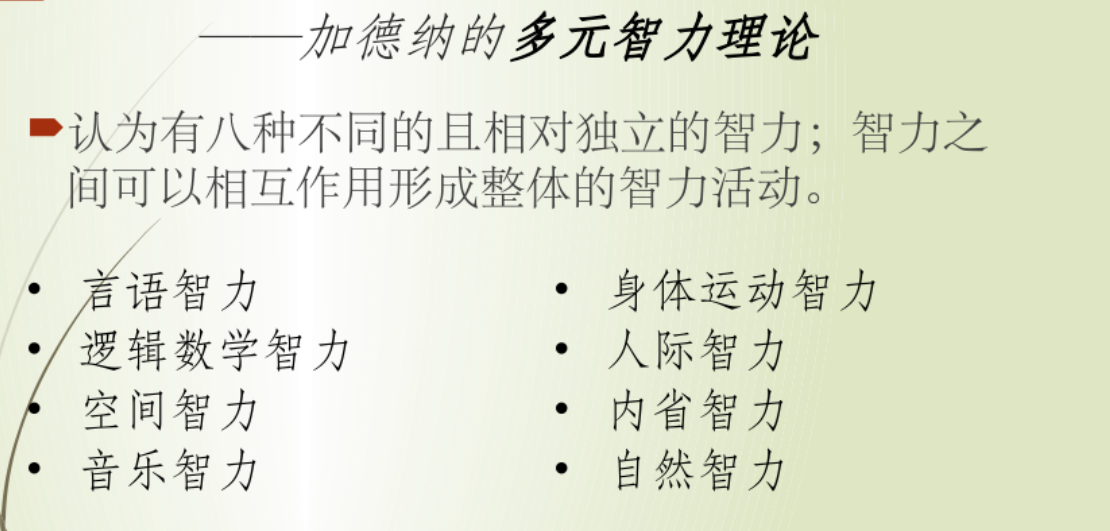 ——加德纳的多元智力理论
认为有八种不同的且相对独立的智力；智力之
间可以相互作用形成整体的智力活动。
• 言语智力
• 逻辑数学智力
• 空间智力
• 音乐智力
• 身体运动智力
• 人际智力
• 内省智力
• 自然智力